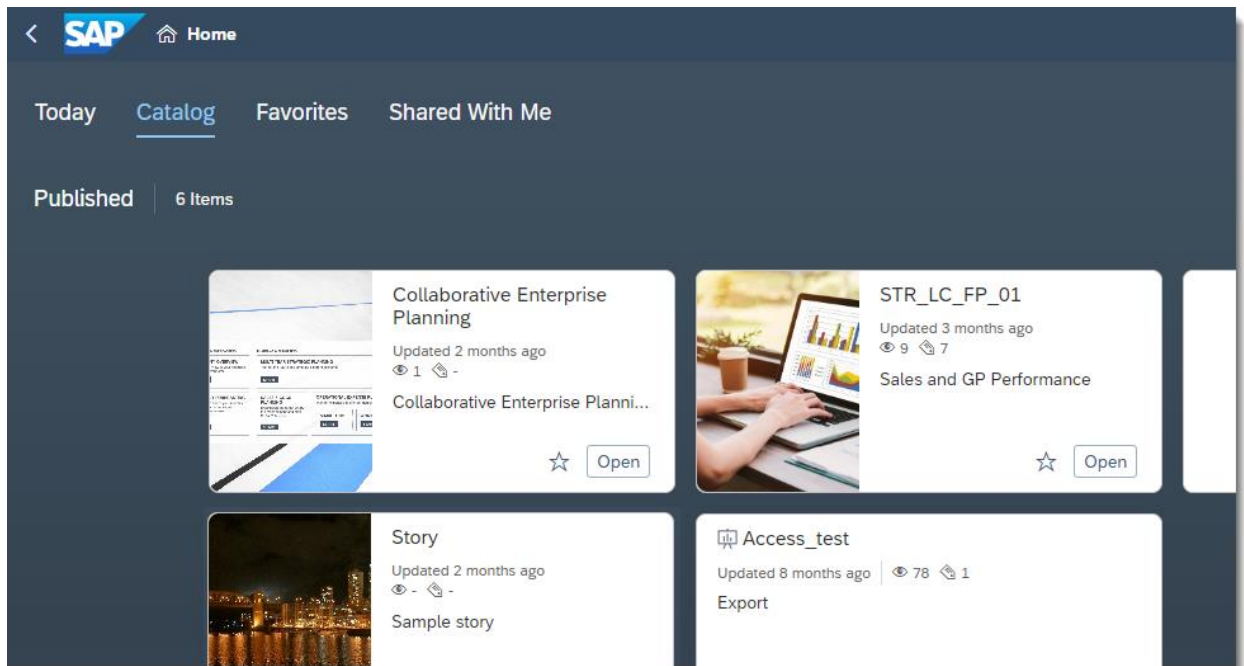 SAP Home
Today Catalog Favorites Shared With Me
Published 6 Items
Collaborative Enterprise
Planning
Updated 2 months ago
1 -
Collaborative Enterprise Planni...
Open
STR_LC_FP_01
Updated 3 months ago
9 7
Sales and GP Performance
Open
Story
Updated 2 months ago
- -
Sample story
Access_test
Updated 8 months ago 78 1
Export